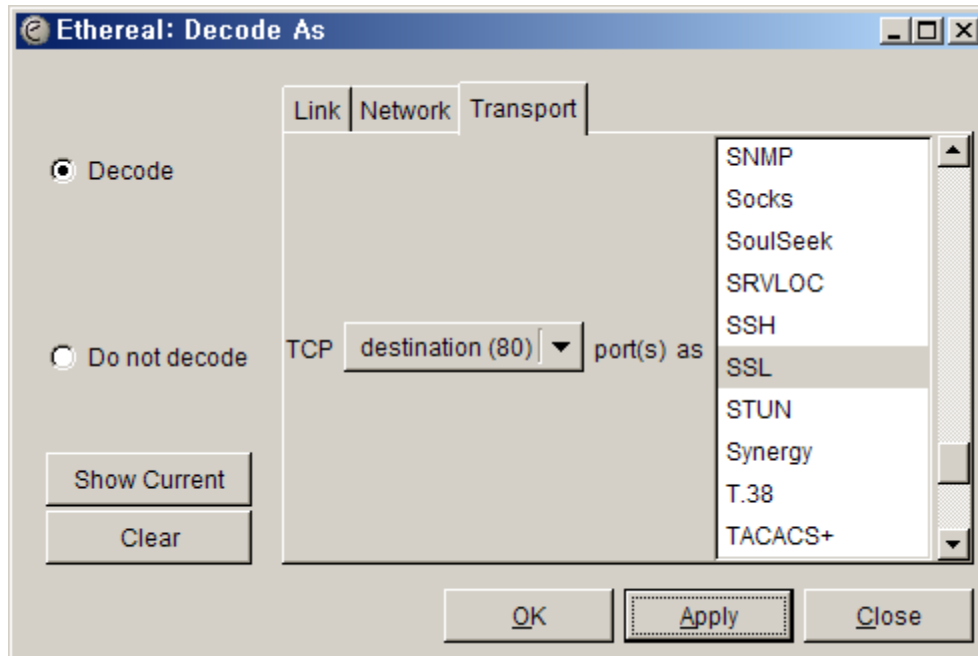 Ethereal: Decode As
Link Network Transport
Decode
Do not decode
Show Current
Clear
TCP destination (80) port(s) as
SNMP
Socks
SoulSeek
SRVLOC
SSH
SSL
STUN
Synergy
T.38
TACACS+
OK Apply Close